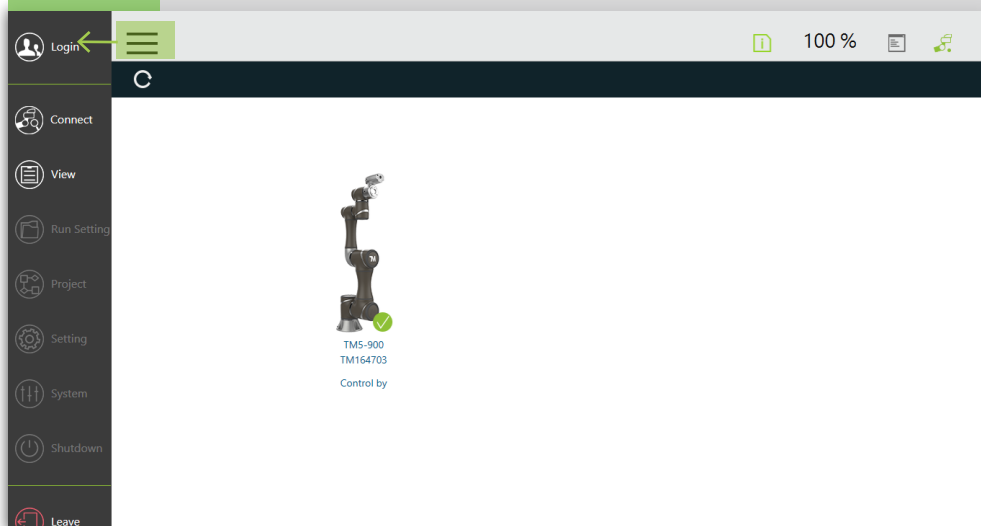 Login
100 %
Connect
View
Run Setting
Project
Setting
System
Shutdown
Leave
TM5-900
TM164703
Control by